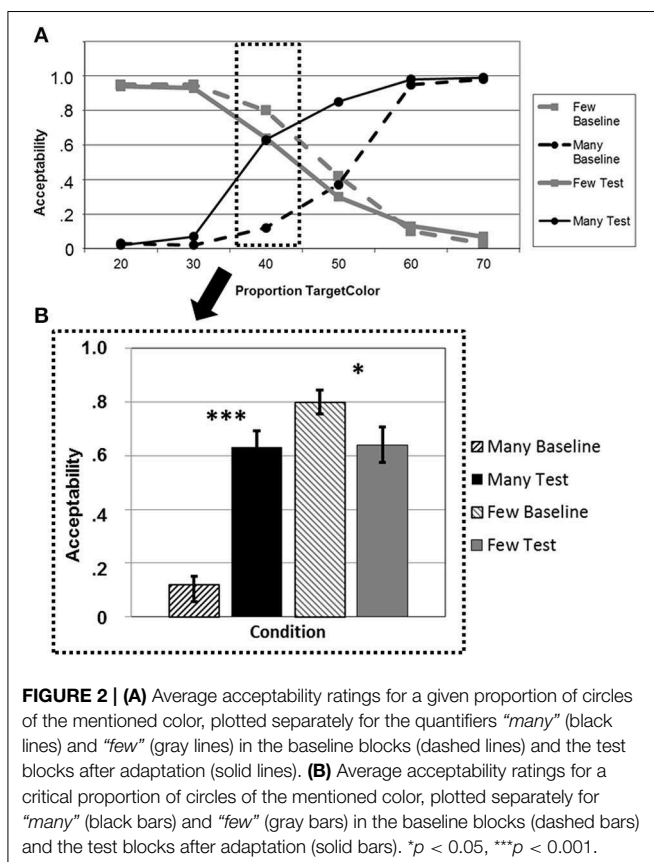 A
Acceptability
1.0
.8
.6
.4
.2
0
20 30 40 50 60 70
Proportion TargetColor
Few
Baseline
Many
Baseline
Few Test
Many Test
B
Acceptability
1.0
.8
.6
.4
.2
0
***
*
Condition
Many Baseline
Many Test
Few Baseline
Few Test
FIGURE 2 | (A) Average acceptability ratings for a given proportion of circles
of the mentioned color, plotted separately for the quantifiers “many” (black
lines) and “few” (gray lines) in the baseline blocks (dashed lines) and the test
blocks after adaptation (solid lines). (B) Average acceptability ratings for a
critical proportion of circles of the mentioned color, plotted separately for
“many” (black bars) and “few” (gray bars) in the baseline blocks (dashed bars)
and the test blocks after adaptation (solid bars). *p < 0.05, ***p < 0.001.